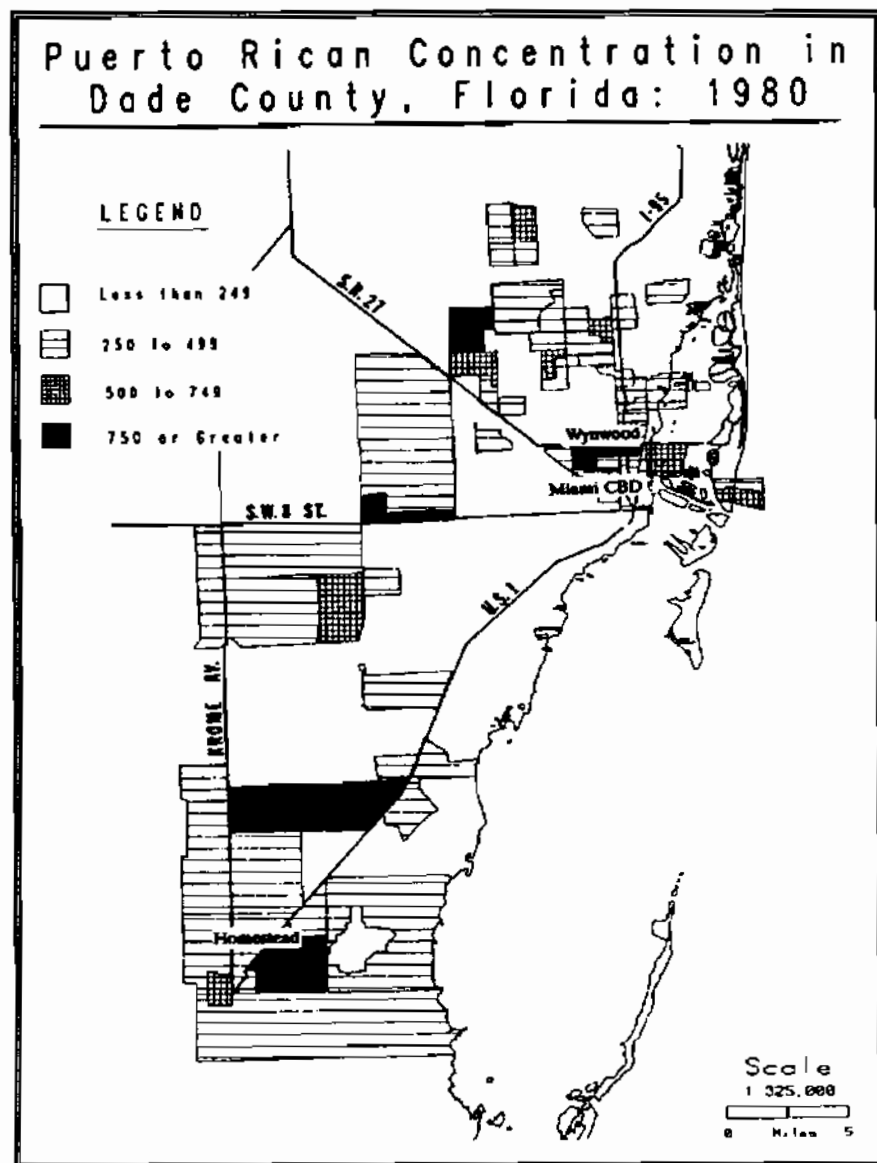 Puerto Rican Concentration in
Dade County, Florida: 1980
LEGEND
Less than 249
250 to 499
500 to 749
750 or Greater
I-95
S.R. 27
Wynwood
Miami CBD
S.W. 8 ST.
U.S. 1
KROME AV.
Homestead
Scale
1 325,000
0 Miles 5